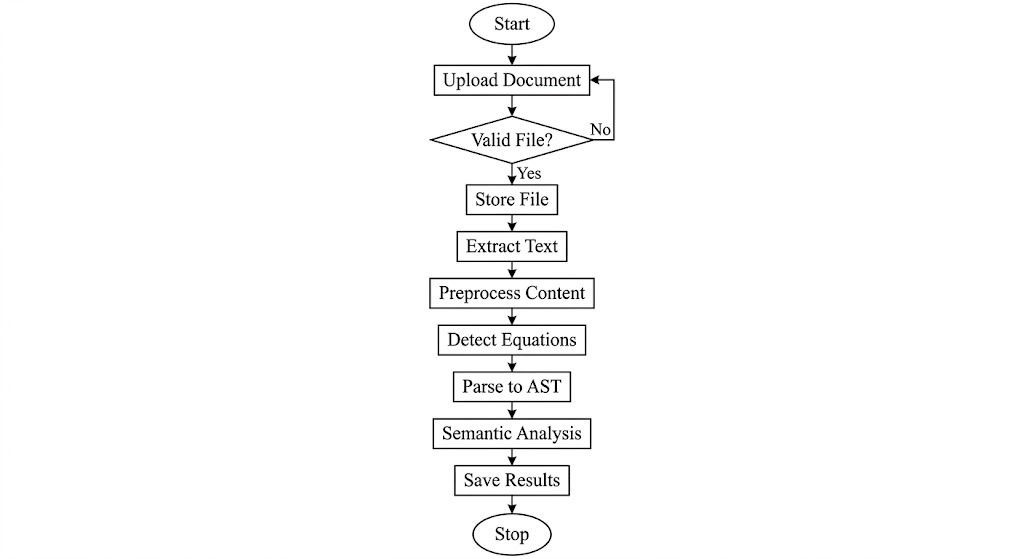 Start
Upload Document
Valid File?
No
Yes
Store File
Extract Text
Preprocess Content
Detect Equations
Parse to AST
Semantic Analysis
Save Results
Stop